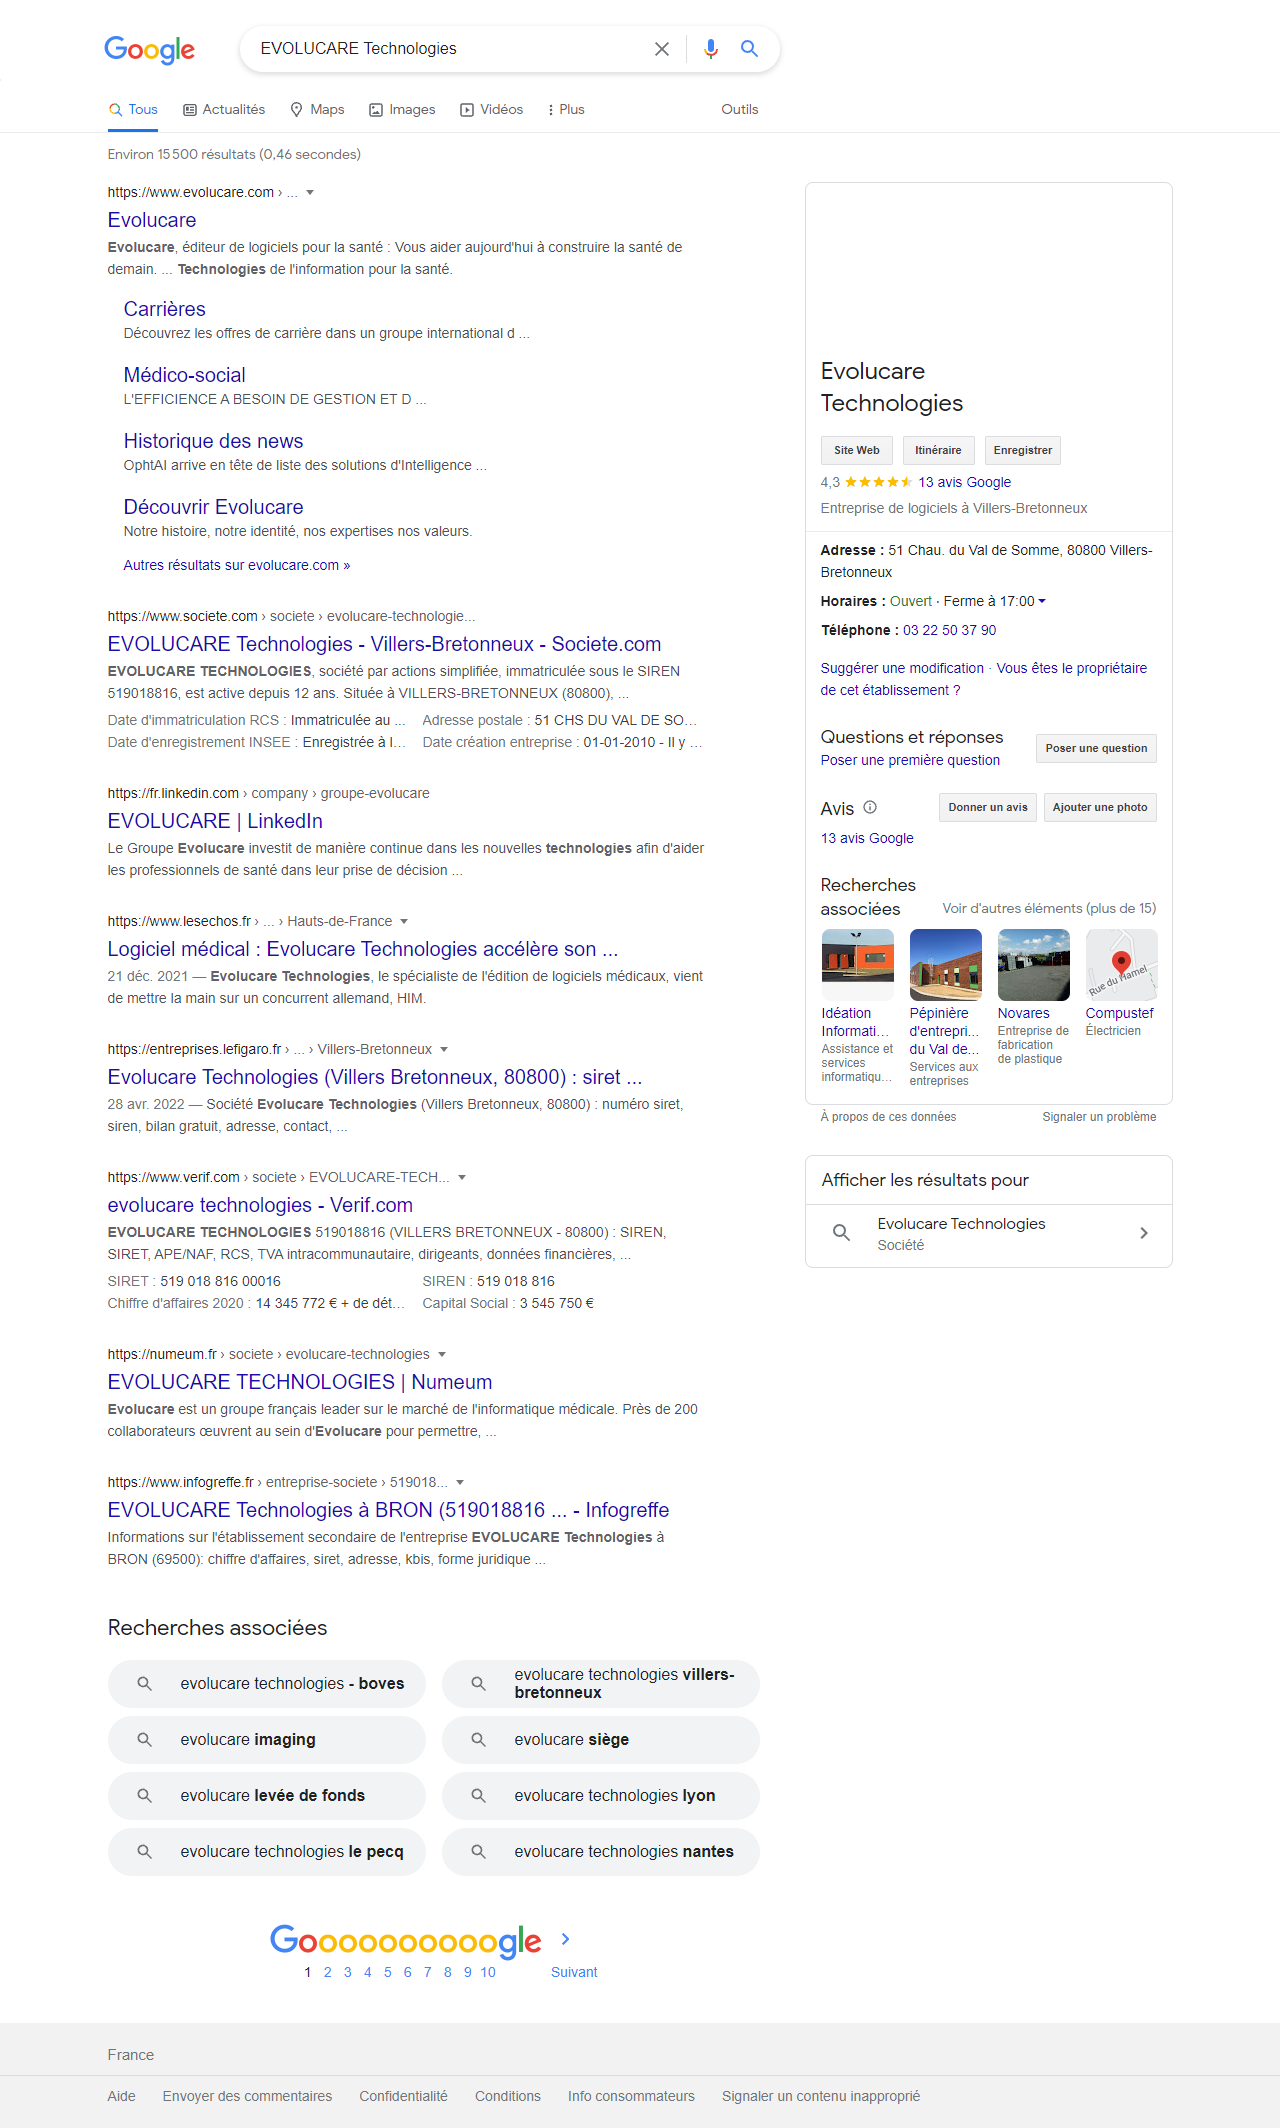 Google
EVOLUCARE Technologies
Tous
Actualités
Maps
Images
Vidéos
Plus
Outils
Environ 15 500 résultats (0,46 secondes)
https://www.evolucare.com › ...
Evolucare
Evolucare, éditeur de logiciels pour la santé : Vous aider aujourd'hui à construire la santé de
demain. ... Technologies de l'information pour la santé.
Carrières
Découvrez les offres de carrière dans un groupe international d ...
Médico-social
L'EFFICIENCE A BESOIN DE GESTION ET D ...
Historique des news
OphtAI arrive en tête de liste des solutions d'Intelligence ...
Découvrir Evolucare
Notre histoire, notre identité, nos expertises nos valeurs.
Autres résultats sur evolucare.com »
https://www.societe.com › societe › evolucare-technologie...
EVOLUCARE Technologies - Villers-Bretonneux - Societe.com
EVOLUCARE TECHNOLOGIES, société par actions simplifiée, immatriculée sous le SIREN
519018816, est active depuis 12 ans. Située à VILLERS-BRETONNEUX (80800), ...
Date d'immatriculation RCS : Immatriculée au ...
Adresse postale : 51 CHS DU VAL DE SO...
Date d'enregistrement INSEE : Enregistrée à l...
Date création entreprise : 01-01-2010 - Il y ...
https://fr.linkedin.com › company › groupe-evolucare
EVOLUCARE | LinkedIn
Le Groupe Evolucare investit de manière continue dans les nouvelles technologies afin d'aider
les professionnels de santé dans leur prise de décision ...
https://www.lesechos.fr › ... › Hauts-de-France
Logiciel médical : Evolucare Technologies accélère son ...
21 déc. 2021 — Evolucare Technologies, le spécialiste de l'édition de logiciels médicaux, vient
de mettre la main sur un concurrent allemand, HIM.
https://entreprises.lefigaro.fr › ... › Villers-Bretonneux
Evolucare Technologies (Villers Bretonneux, 80800) : siret ...
28 avr. 2022 — Société Evolucare Technologies (Villers Bretonneux, 80800) : numéro siret,
siren, bilan gratuit, adresse, contact, ...
https://www.verif.com › societe › EVOLUCARE-TECH...
evolucare technologies - Verif.com
EVOLUCARE TECHNOLOGIES 519018816 (VILLERS BRETONNEUX - 80800) : SIREN,
SIRET, APE/NAF, RCS, TVA intracommunautaire, dirigeants, données financières, ...
SIRET : 519 018 816 00016
SIREN : 519 018 816
Chiffre d'affaires 2020 : 14 345 772 € + de dét...
Capital Social : 3 545 750 €
https://numeum.fr › societe › evolucare-technologies
EVOLUCARE TECHNOLOGIES | Numeum
Evolucare est un groupe français leader sur le marché de l'informatique médicale. Près de 200
collaborateurs œuvrent au sein d'Evolucare pour permettre, ...
https://www.infogreffe.fr › entreprise-societe › 519018...
EVOLUCARE Technologies à BRON (519018816 ... - Infogreffe
Informations sur l'établissement secondaire de l'entreprise EVOLUCARE Technologies à
BRON (69500): chiffre d'affaires, siret, adresse, kbis, forme juridique ...
Recherches associées
evolucare technologies - boves
evolucare technologies villers-
bretonneux
evolucare imaging
evolucare siège
evolucare levée de fonds
evolucare technologies lyon
evolucare technologies le pecq
evolucare technologies nantes
Goooooooooogle
1 2 3 4 5 6 7 8 9 10
Suivant
Evolucare
Technologies
Site Web
Itinéraire
Enregistrer
4,3
13 avis Google
Entreprise de logiciels à Villers-Bretonneux
Adresse : 51 Chau. du Val de Somme, 80800 Villers-
Bretonneux
Horaires : Ouvert · Ferme à 17:00
Téléphone : 03 22 50 37 90
Suggérer une modification · Vous êtes le propriétaire
de cet établissement ?
Questions et réponses
Poser une première question
Poser une question
Avis
Donner un avis
Ajouter une photo
13 avis Google
Recherches
associées
Voir d'autres éléments (plus de 15)
Rue du Hamel
Idéation
Informati...
Assistance et
services
informatiqu...
Pépinière
d'entrepri...
du Val de...
Services aux
entreprises
Novares
Entreprise de
fabrication
de plastique
Compustef
Électricien
À propos de ces données
Signaler un problème
Afficher les résultats pour
Evolucare Technologies
Société
France
Aide
Envoyer des commentaires
Confidentialité
Conditions
Info consommateurs
Signaler un contenu inapproprié